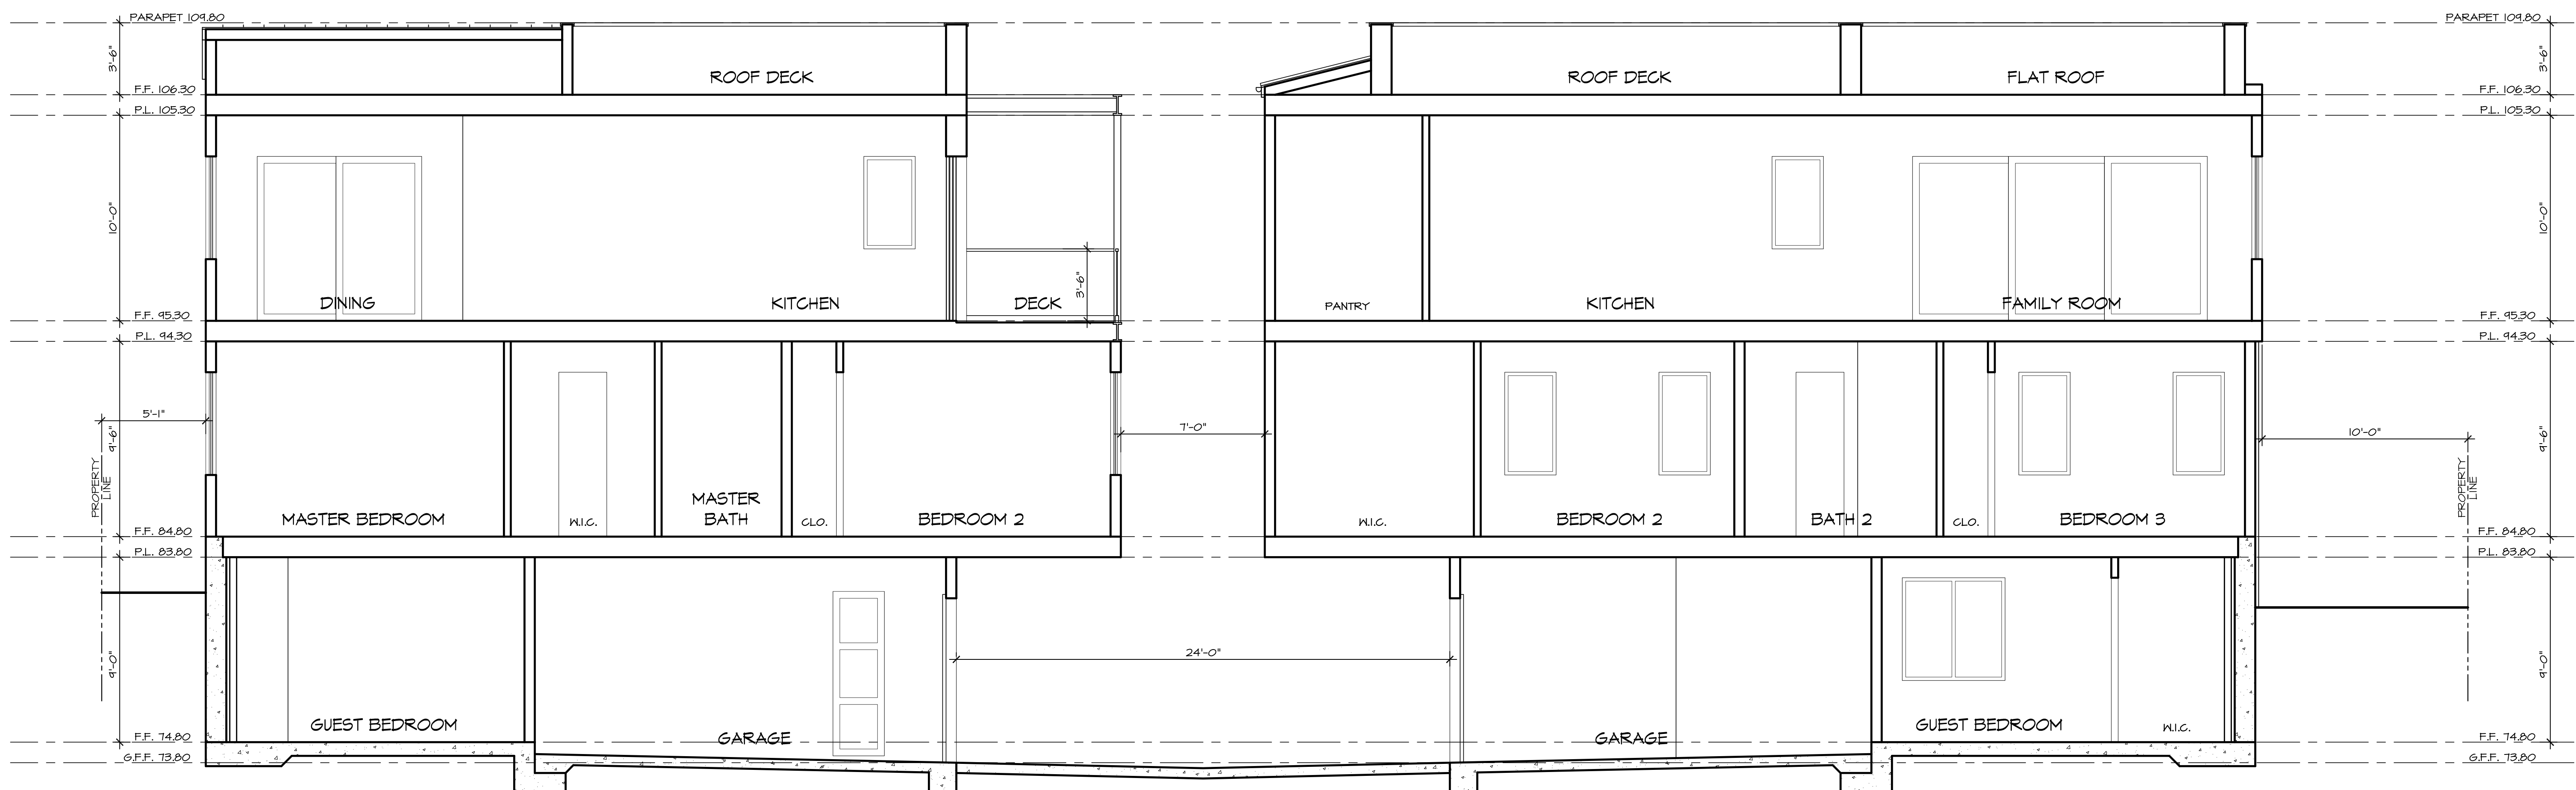 PARAPET 109.80
PARAPET 109.80
3'-6"
ROOF DECK
ROOF DECK
FLAT ROOF
3'-6"
F.F. 106.30
F.F. 106.30
P.L. 105.30
P.L. 105.30
10'-0"
10'-0"
3'-6"
DINING
KITCHEN
DECK
PANTRY
KITCHEN
FAMILY ROOM
F.F. 95.30
F.F. 95.30
P.L. 94.30
P.L. 94.30
5'-1"
9'-6"
7'-0"
10'-0"
9'-6"
PROPERTY
LINE
PROPERTY
LINE
MASTER BEDROOM
W.I.C.
MASTER
BATH
CLO.
BEDROOM 2
W.I.C.
BEDROOM 2
BATH 2
CLO.
BEDROOM 3
F.F. 84.80
F.F. 84.80
P.L. 83.80
P.L. 83.80
9'-0"
24'-0"
9'-0"
GUEST BEDROOM
GARAGE
GARAGE
GUEST BEDROOM
W.I.C.
F.F. 74.80
F.F. 74.80
G.F.F. 73.80
G.F.F. 73.80